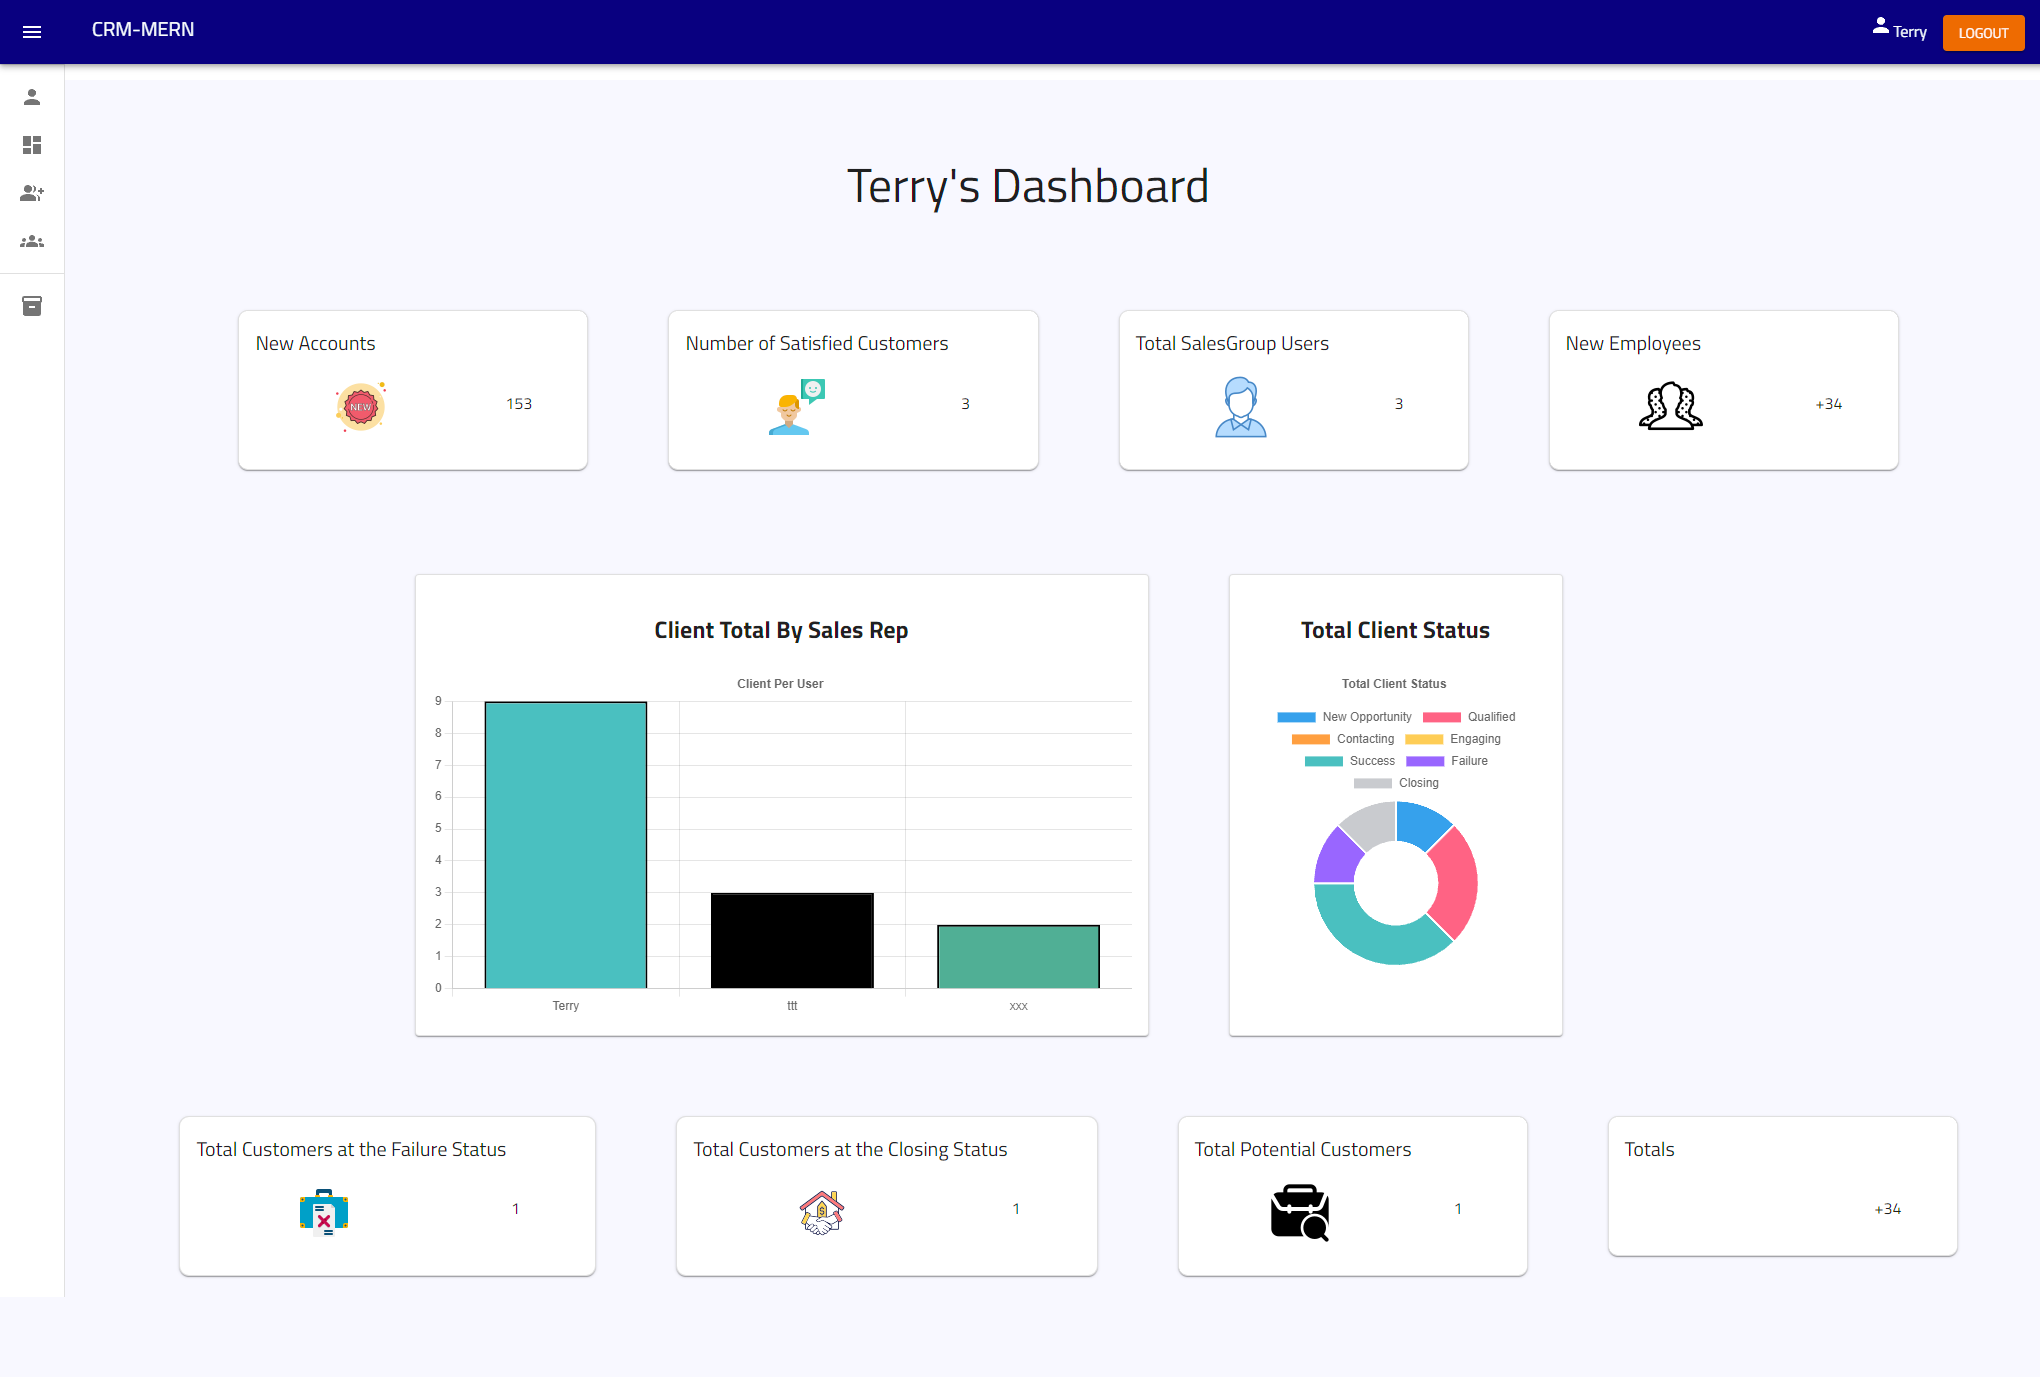 CRM-MERN
Terry
LOGOUT
Terry's Dashboard
New Accounts
NEW
153
Number of Satisfied Customers
3
Total SalesGroup Users
3
New Employees
+34
Client Total By Sales Rep
Client Per User
9
8
7
6
5
4
3
2
1
0
Terry
ttt
xxx
Total Client Status
Total Client Status
New Opportunity
Qualified
Contacting
Engaging
Success
Failure
Closing
Total Customers at the Failure Status
1
Total Customers at the Closing Status
$
1
Total Potential Customers
1
Totals
+34